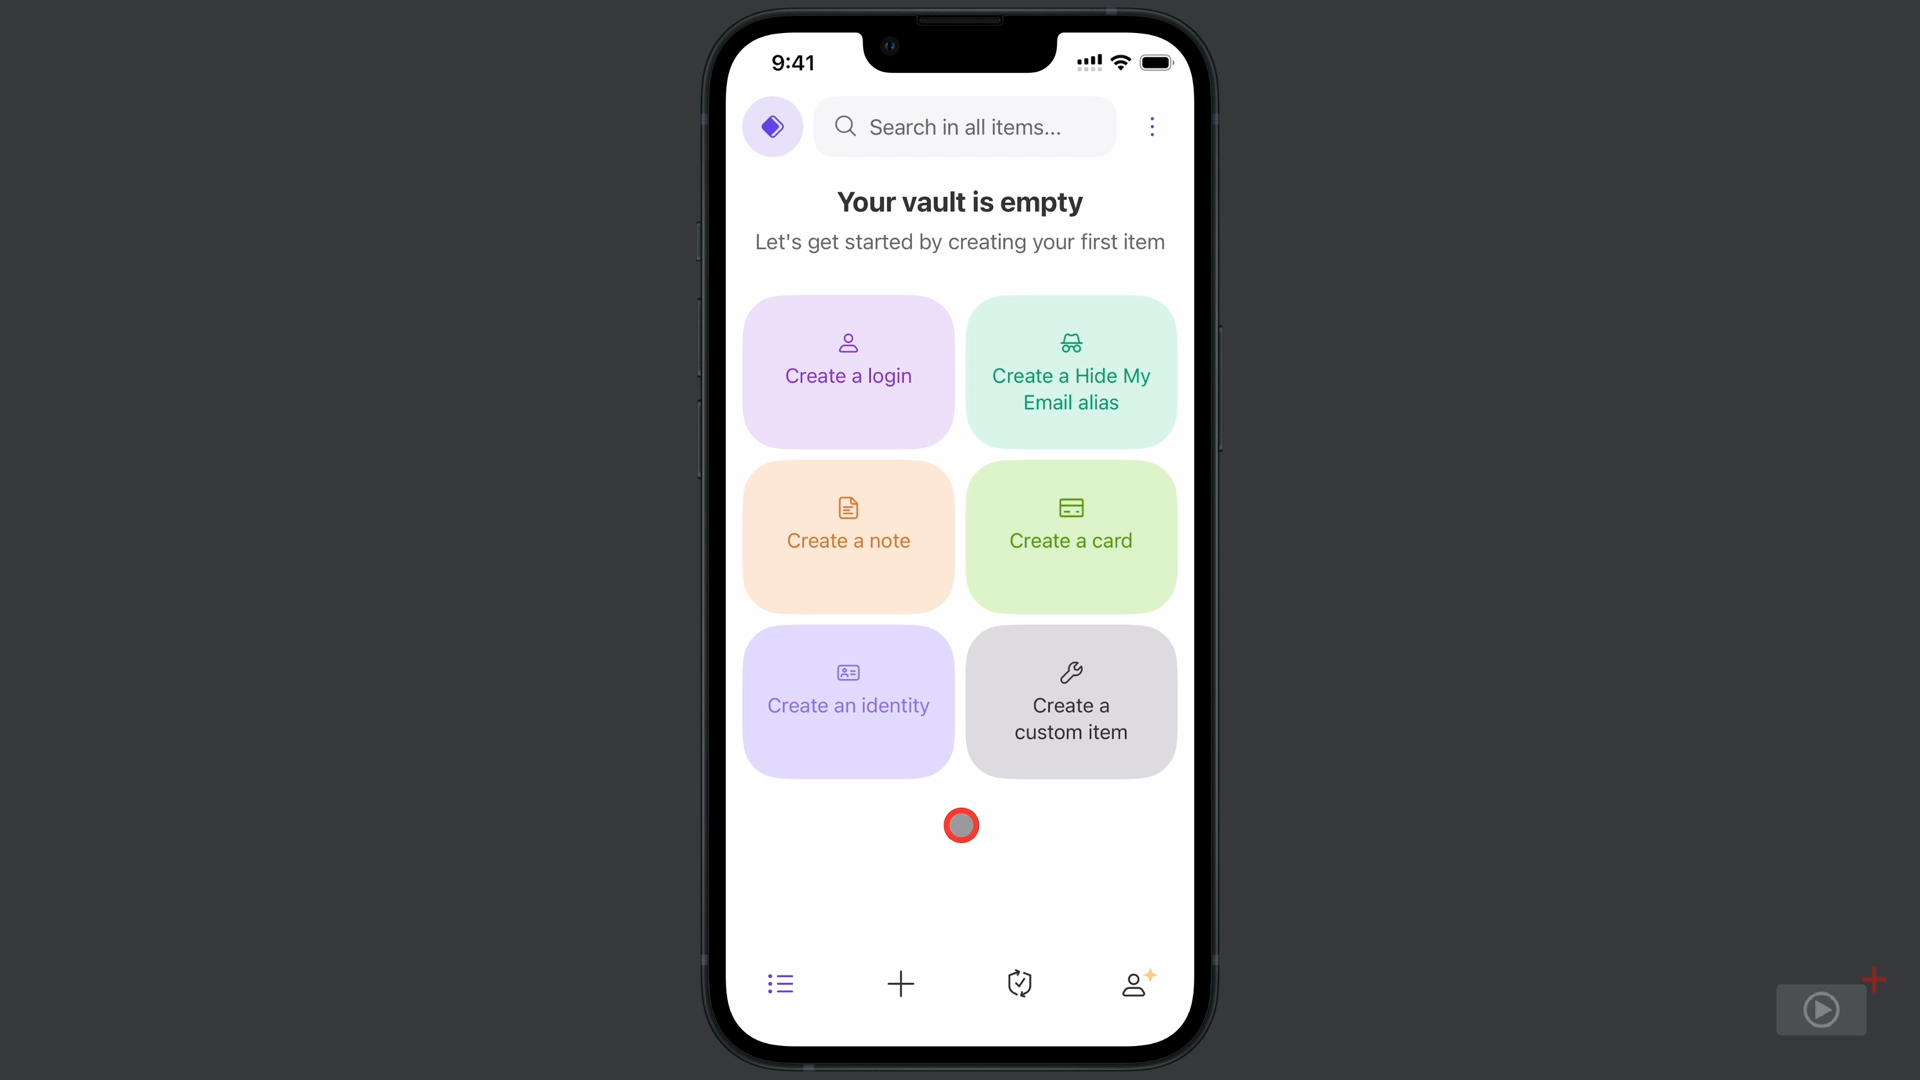 9:41
Search in all items...
Your vault is empty
Let's get started by creating your first item
Create a login
Create a Hide My
Email alias
Create a note
Create a card
Create an identity
Create a
custom item